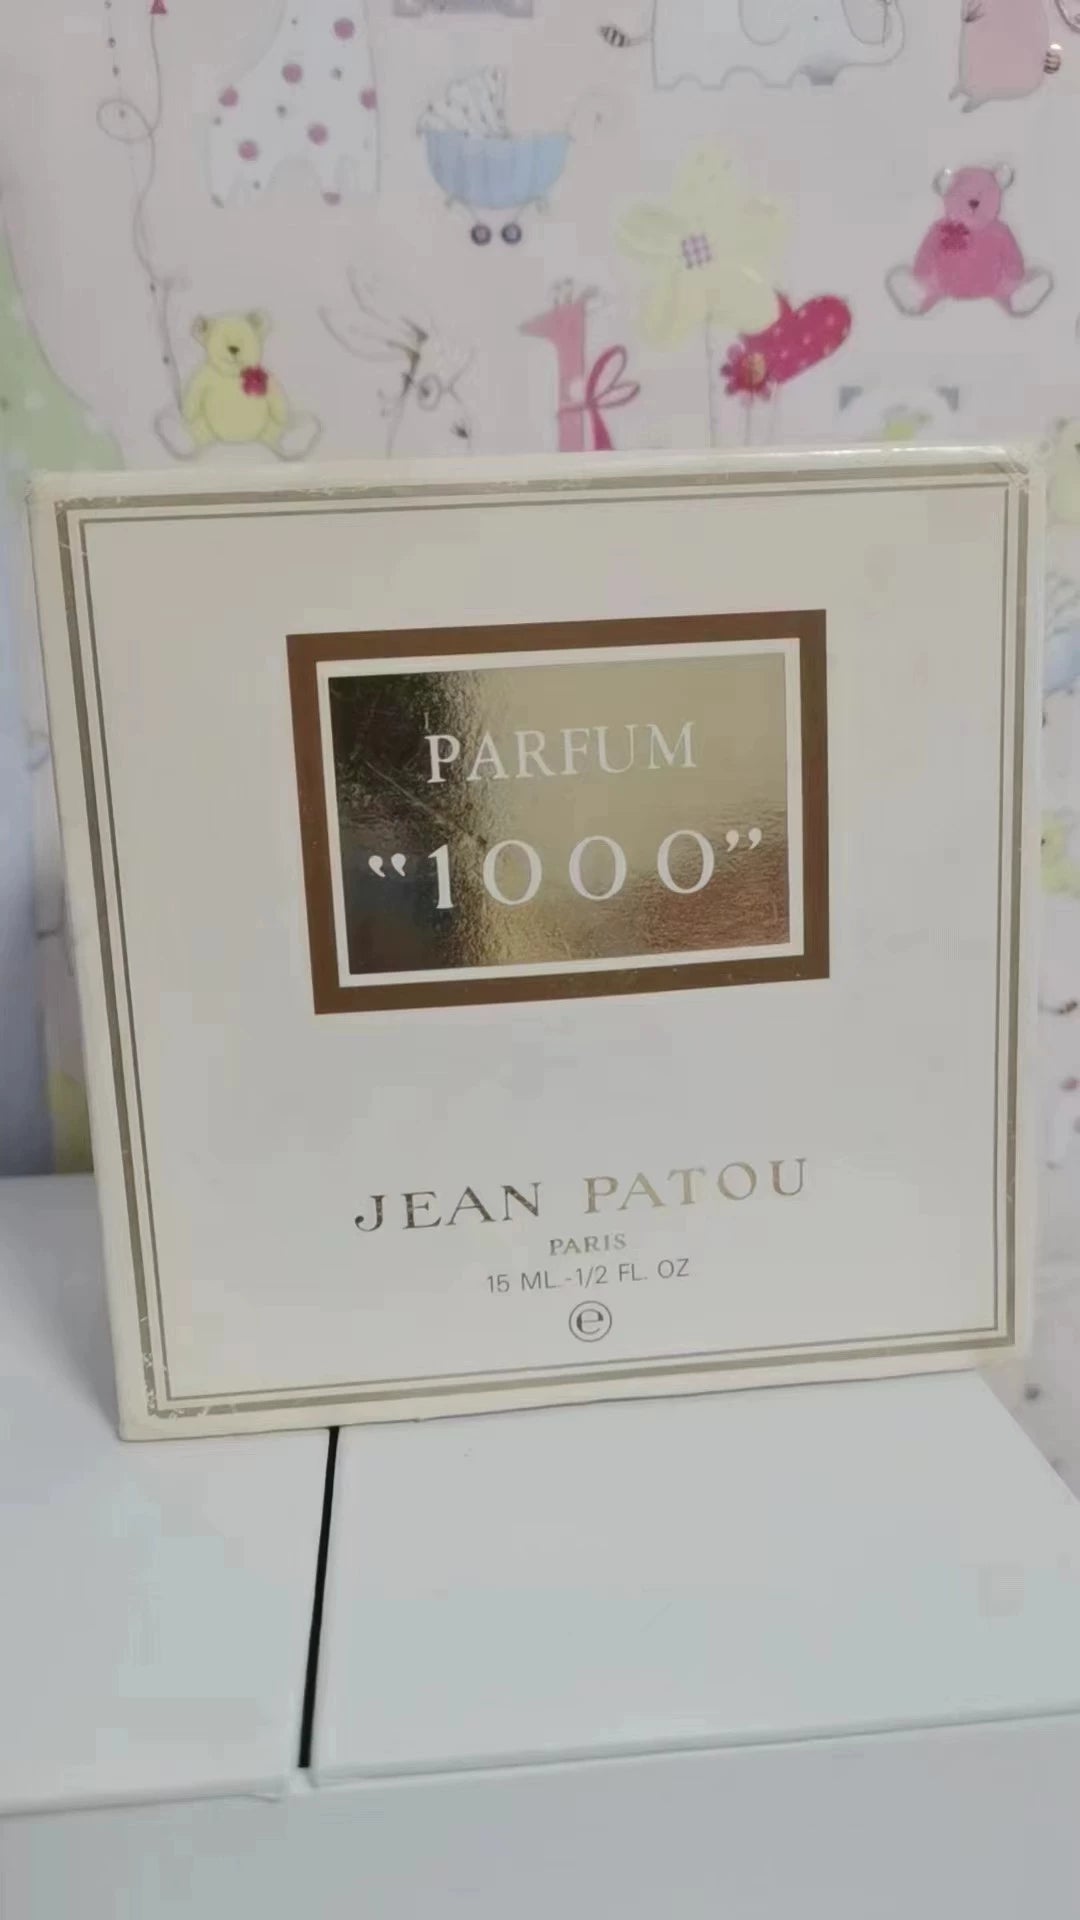 PARFUM
“1000”
JEAN PATOU
PARIS
15 ML.-1/2 FL. OZ
℮